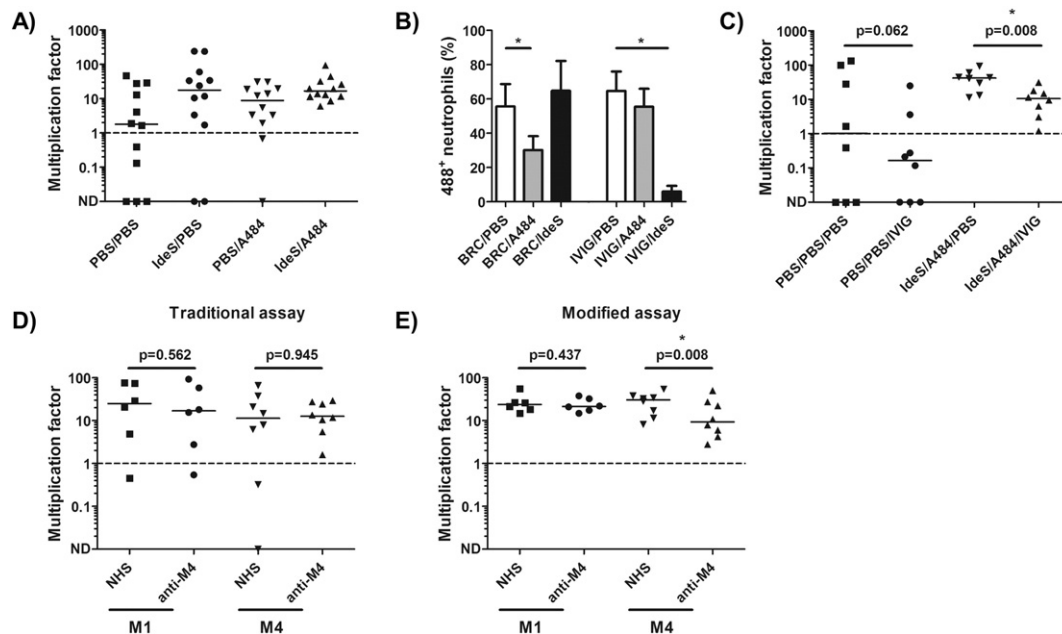 A)
Multiplication factor
1000
100
10
1
0.1
ND
PBS/PBS
IdeS/PBS
PBS/A484
IdeS/A484
B)
488+ neutrophils (%)
100
80
60
40
20
0
*
*
BRC/PBS
BRC/A484
BRC/IdeS
IVIG/PBS
IVIG/A484
IVIG/IdeS
C)
Multiplication factor
1000
100
10
1
0.1
0.01
ND
p=0.062
*
p=0.008
PBS/PBS/PBS
PBS/PBS/IVIG
IdeS/A484/PBS
IdeS/A484/IVIG
D)
Traditional assay
Multiplication factor
100
10
1
0.1
ND
p=0.562
p=0.945
NHS
anti-M4
NHS
anti-M4
M1
M4
E)
Modified assay
Multiplication factor
100
10
1
0.1
ND
p=0.437
*
p=0.008
NHS
anti-M4
NHS
anti-M4
M1
M4